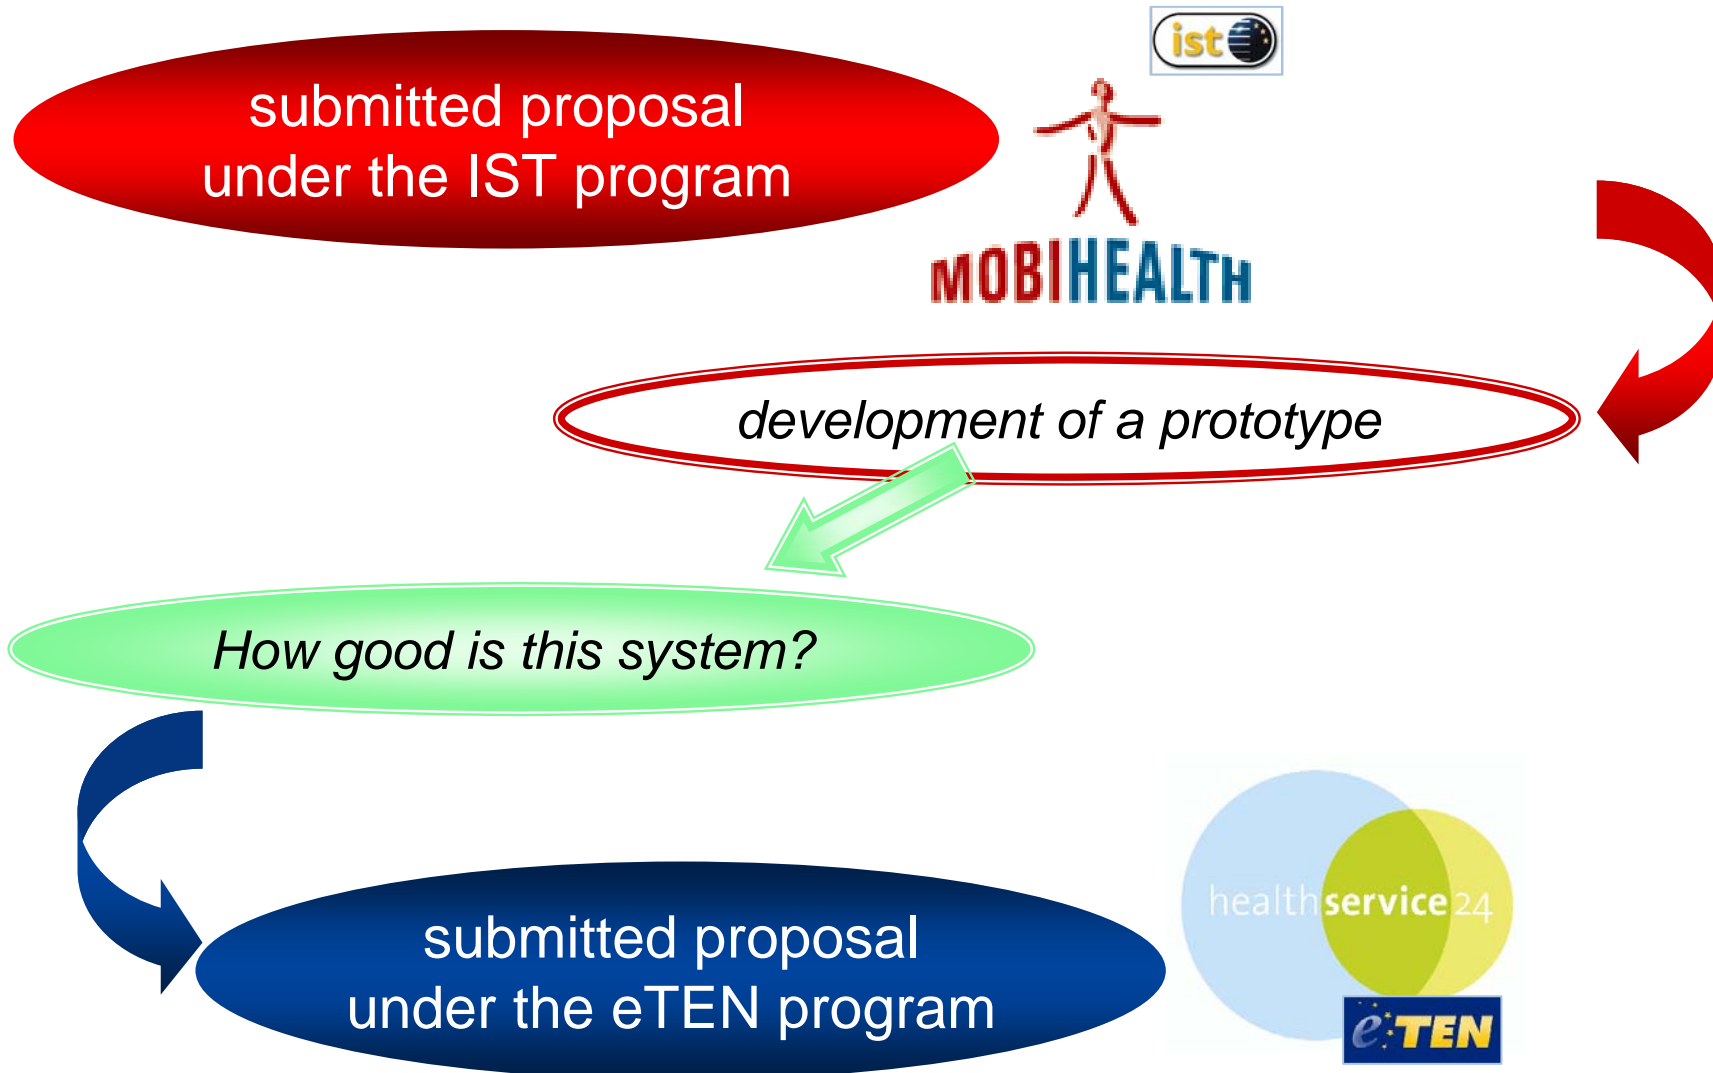 submitted proposal
under the IST program
ist
MOBIHEALTH
development of a prototype
How good is this system?
submitted proposal
under the eTEN program
healthservice24
e:TEN